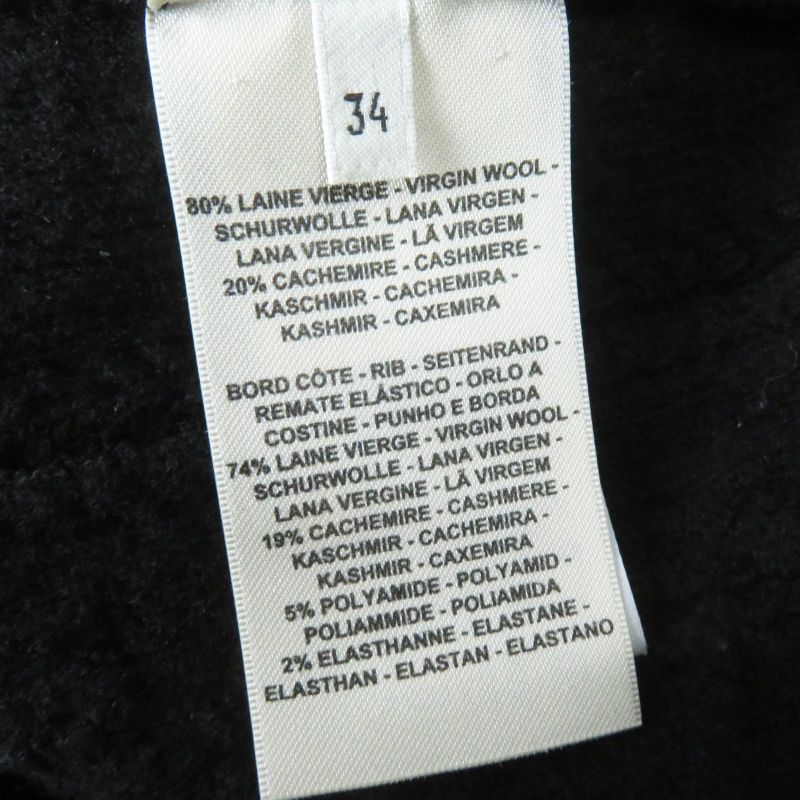 34
80% LAINE VIERGE - VIRGIN WOOL -
SCHURWOLLE - LANA VIRGEN -
LANA VERGINE - LÃ VIRGEM
20% CACHEMIRE - CASHMERE -
KASCHMIR - CACHEMIRA -
KASHMIR - CAXEMIRA
BORD CÔTE - RIB - SEITENRAND -
REMATE ELÁSTICO - ORLO A
COSTINE - PUNHO E BORDA
74% LAINE VIERGE - VIRGIN WOOL -
SCHURWOLLE - LANA VIRGEN -
LANA VERGINE - LÃ VIRGEM
19% CACHEMIRE - CASHMERE -
KASCHMIR - CACHEMIRA -
KASHMIR - CAXEMIRA
5% POLYAMIDE - POLYAMID -
POLIAMMIDE - POLIAMIDA
2% ELASTHANNE - ELASTANE -
ELASTHAN - ELASTAN - ELASTANO